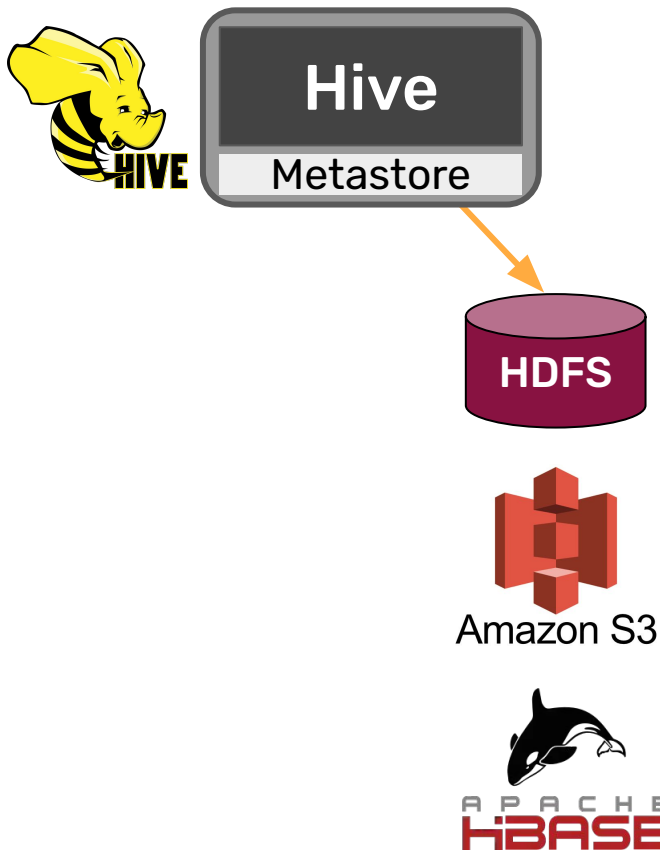 Hive
HIVE
Metastore
HDFS
Amazon S3
APACHE
HBASE